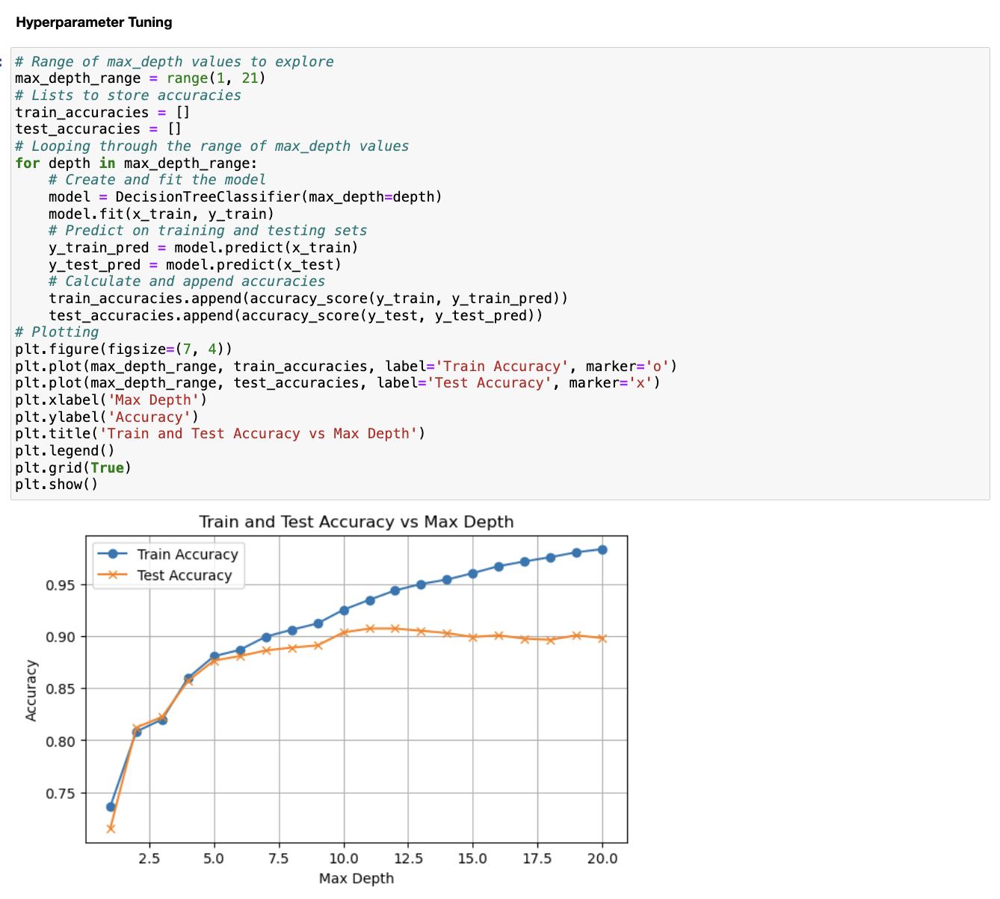 Hyperparameter Tuning
:
# Range of max_depth values to explore
max_depth_range = range(1, 21)
# Lists to store accuracies
train_accuracies = []
test_accuracies = []
# Looping through the range of max_depth values
for depth in max_depth_range:
    # Create and fit the model
    model = DecisionTreeClassifier(max_depth=depth)
    model.fit(x_train, y_train)
    # Predict on training and testing sets
    y_train_pred = model.predict(x_train)
    y_test_pred = model.predict(x_test)
    # Calculate and append accuracies
    train_accuracies.append(accuracy_score(y_train, y_train_pred))
    test_accuracies.append(accuracy_score(y_test, y_test_pred))
# Plotting
plt.figure(figsize=(7, 4))
plt.plot(max_depth_range, train_accuracies, label='Train Accuracy', marker='o')
plt.plot(max_depth_range, test_accuracies, label='Test Accuracy', marker='x')
plt.xlabel('Max Depth')
plt.ylabel('Accuracy')
plt.title('Train and Test Accuracy vs Max Depth')
plt.legend()
plt.grid(True)
plt.show()
Train and Test Accuracy vs Max Depth
Train Accuracy
Test Accuracy
0.95
0.90
0.85
0.80
0.75
Accuracy
2.5 5.0 7.5 10.0 12.5 15.0 17.5 20.0
Max Depth